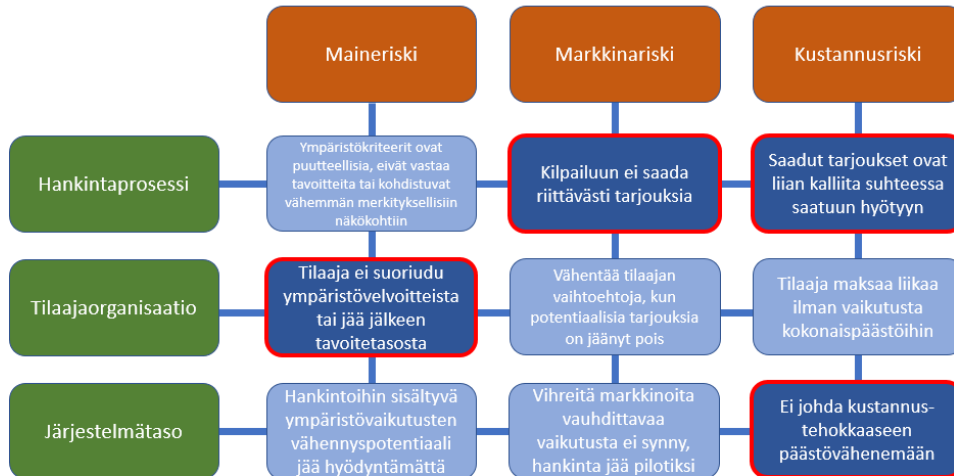 Maineriski
Markkinariski
Kustannusriski
Hankintaprosessi
Ympäristökriteerit ovat
puutteellisia, eivät vastaa
tavoitteita tai kohdistuvat
vähemmän merkityksellisiin
näkökohtiin
Kilpailuun ei saada
riittävästi tarjouksia
Saadut tarjoukset ovat
liian kalliita suhteessa
saatuun hyötyyn
Tilaajaorganisaatio
Tilaaja ei suoriudu
ympäristövelvoitteista
tai jää jälkeen
tavoitetasosta
Vähentää tilaajan
vaihtoehtoja, kun
potentiaalisia tarjouksia
on jäänyt pois
Tilaaja maksaa liikaa
ilman vaikutusta
kokonaispäästöihin
Järjestelmätaso
Hankintoihin sisältyvä
ympäristövaikutusten
vähennyspotentiaali
jää hyödyntämättä
Vihreitä markkinoita
vauhdittavaa
vaikutusta ei synny,
hankinta jää pilotiksi
Ei johda kustannus-
tehokkaaseen
päästövähenemään